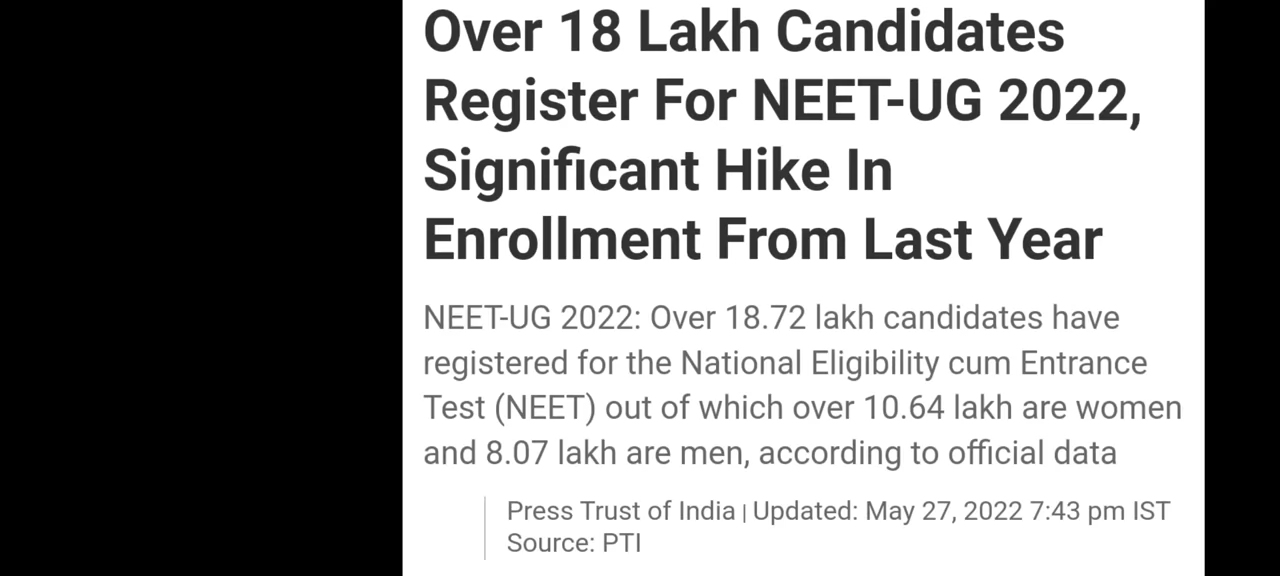 Over 18 Lakh Candidates
Register For NEET-UG 2022,
Significant Hike In
Enrollment From Last Year
NEET-UG 2022: Over 18.72 lakh candidates have
registered for the National Eligibility cum Entrance
Test (NEET) out of which over 10.64 lakh are women
and 8.07 lakh are men, according to official data
Press Trust of India | Updated: May 27, 2022 7:43 pm IST
Source: PTI